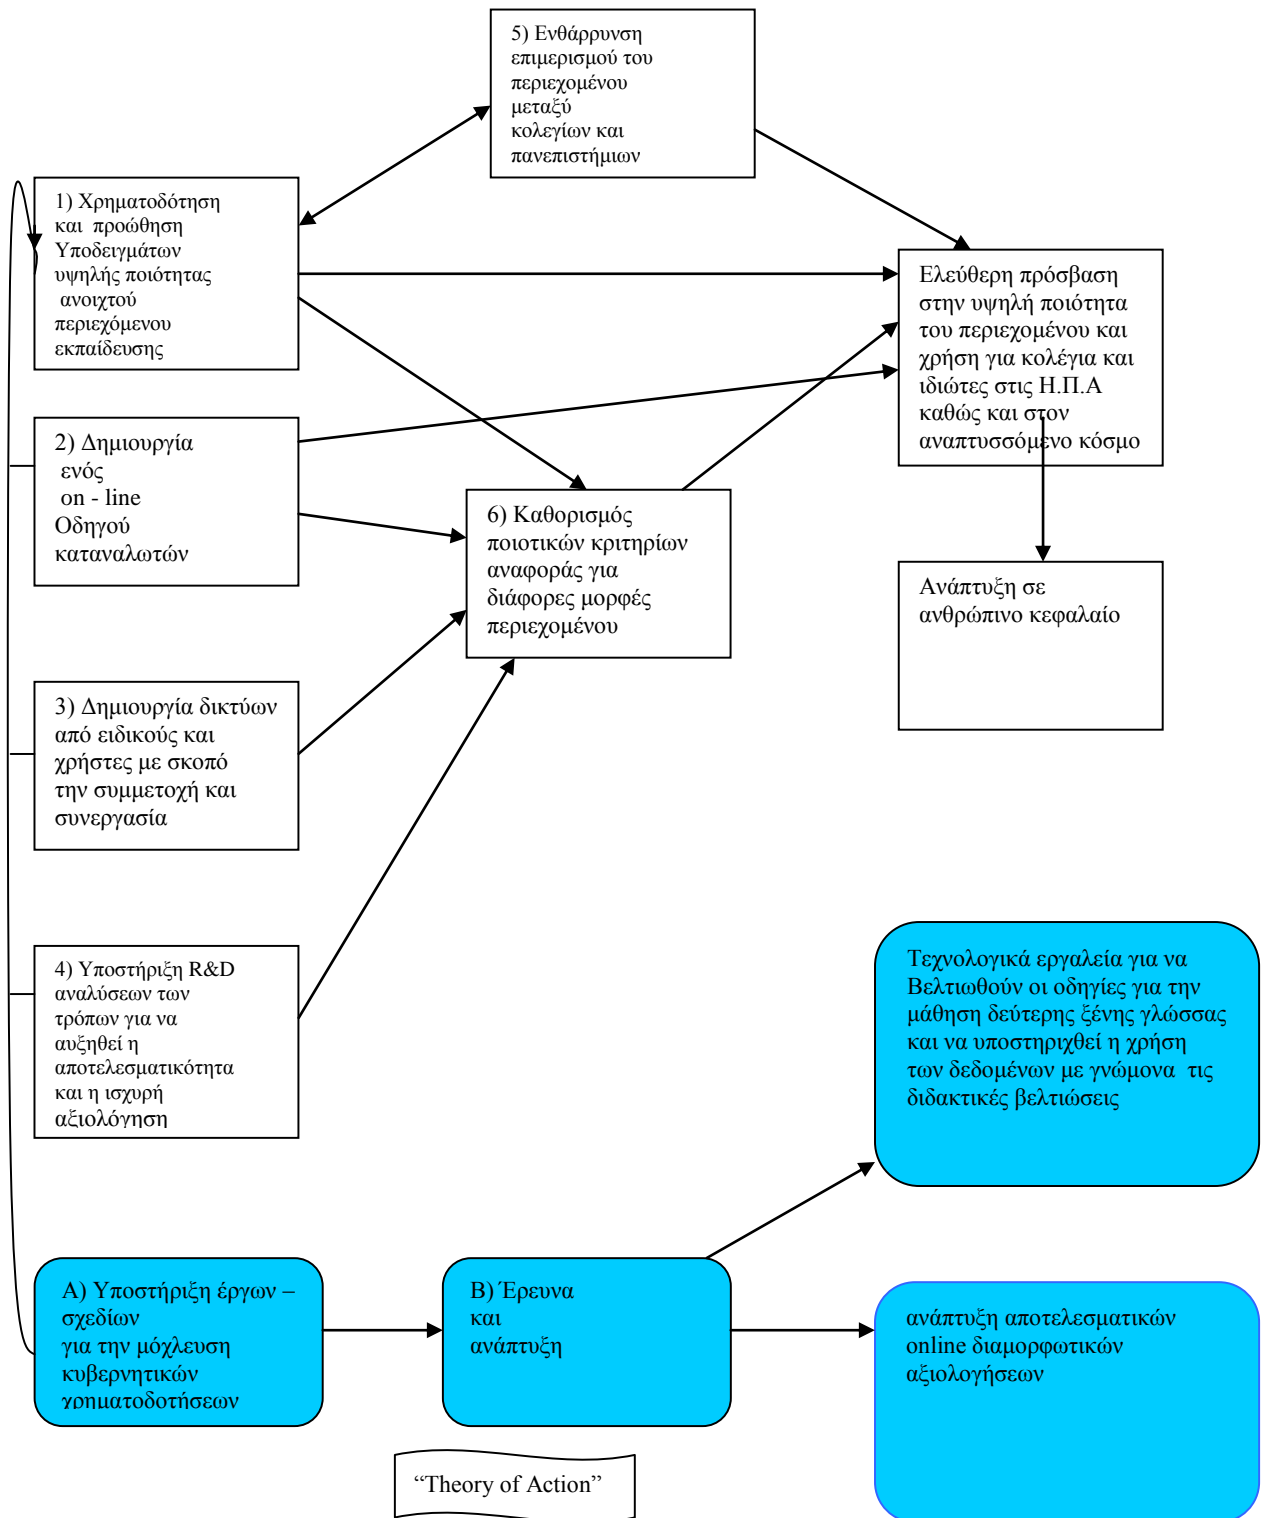 5) Ενθάρρυνση
επιμερισμού του
περιεχομένου
μεταξύ
κολεγίων και
πανεπιστήμιων
1) Χρηματοδότηση
και προώθηση
Υποδειγμάτων
υψηλής ποιότητας
ανοιχτού
περιεχόμενου
εκπαίδευσης
Ελεύθερη πρόσβαση
στην υψηλή ποιότητα
του περιεχομένου και
χρήση για κολέγια και
ιδιώτες στις Η.Π.Α
καθώς και στον
αναπτυσσόμενο κόσμο
2) Δημιουργία
ενός
on - line
Οδηγού
καταναλωτών
6) Καθορισμός
ποιοτικών κριτηρίων
αναφοράς για
διάφορες μορφές
περιεχομένου
Ανάπτυξη σε
ανθρώπινο κεφαλαίο
3) Δημιουργία δικτύων
από ειδικούς και
χρήστες με σκοπό
την συμμετοχή και
συνεργασία
4) Υποστήριξη R&D
αναλύσεων των
τρόπων για να
αυξηθεί η
αποτελεσματικότητα
και η ισχυρή
αξιολόγηση
Τεχνολογικά εργαλεία για να
Βελτιωθούν οι οδηγίες για την
μάθηση δεύτερης ξένης γλώσσας
και να υποστηριχθεί η χρήση
των δεδομένων με γνώμονα τις
διδακτικές βελτιώσεις
Α) Υποστήριξη έργων –
σχεδίων
για την μόχλευση
κυβερνητικών
χρηματοδοτήσεων
Β) Έρευνα
και
ανάπτυξη
ανάπτυξη αποτελεσματικών
online διαμορφωτικών
αξιολογήσεων
“Theory of Action”